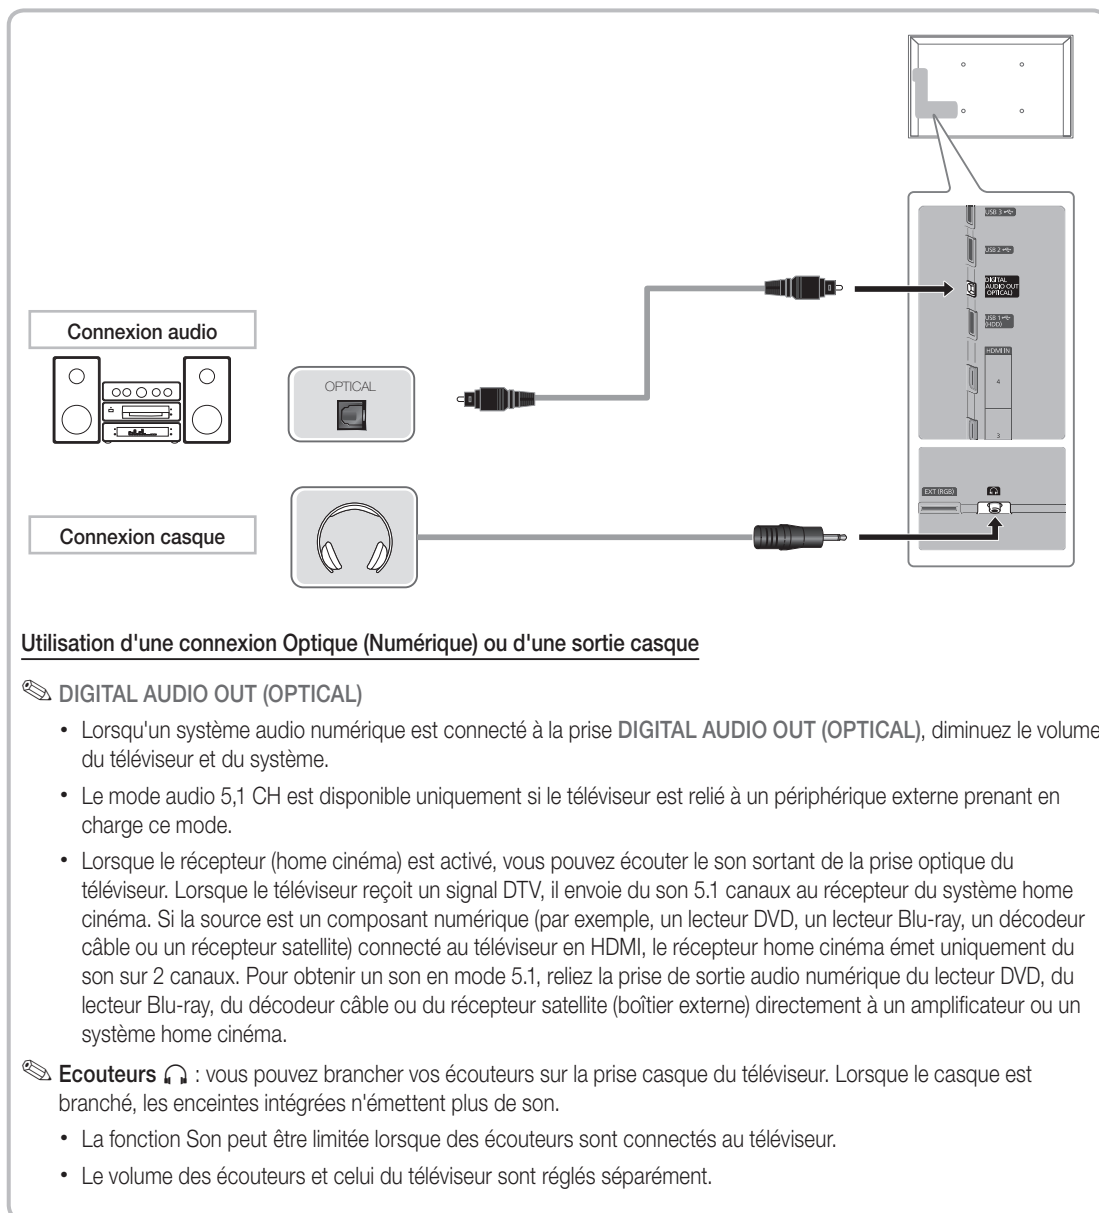 USB 3
USB 2
DIGITAL
AUDIO OUT
(OPTICAL)
USB 1
(HDD)
HDMI IN
4
3
Connexion audio
OPTICAL
EXT (RGB)
Connexion casque
Utilisation d'une connexion Optique (Numérique) ou d'une sortie casque
DIGITAL AUDIO OUT (OPTICAL)
• Lorsqu'un système audio numérique est connecté à la prise DIGITAL AUDIO OUT (OPTICAL), diminuez le volume
du téléviseur et du système.
• Le mode audio 5,1 CH est disponible uniquement si le téléviseur est relié à un périphérique externe prenant en
charge ce mode.
• Lorsque le récepteur (home cinéma) est activé, vous pouvez écouter le son sortant de la prise optique du
téléviseur. Lorsque le téléviseur reçoit un signal DTV, il envoie du son 5.1 canaux au récepteur du système home
cinéma. Si la source est un composant numérique (par exemple, un lecteur DVD, un lecteur Blu-ray, un décodeur
câble ou un récepteur satellite) connecté au téléviseur en HDMI, le récepteur home cinéma émet uniquement du
son sur 2 canaux. Pour obtenir un son en mode 5.1, reliez la prise de sortie audio numérique du lecteur DVD, du
lecteur Blu-ray, du décodeur câble ou du récepteur satellite (boîtier externe) directement à un amplificateur ou un
système home cinéma.
Ecouteurs : vous pouvez brancher vos écouteurs sur la prise casque du téléviseur. Lorsque le casque est
branché, les enceintes intégrées n'émettent plus de son.
• La fonction Son peut être limitée lorsque des écouteurs sont connectés au téléviseur.
• Le volume des écouteurs et celui du téléviseur sont réglés séparément.